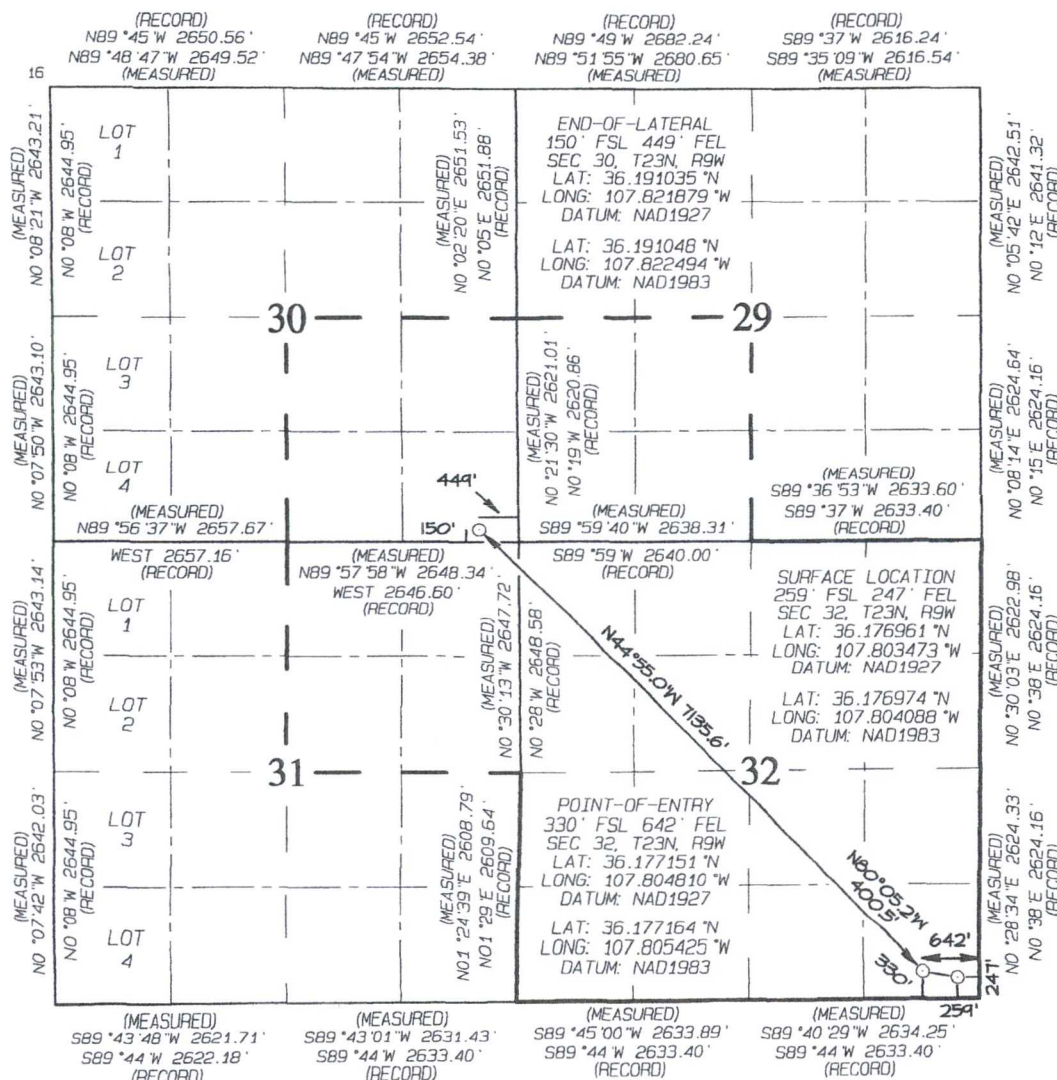 (RECORD)
N89°45'W 2650.56'
N89°48'47"W 2649.52'
(MEASURED)
(RECORD)
N89°45'W 2652.54'
N89°47'54"W 2654.38'
(MEASURED)
(RECORD)
N89°49'W 2682.24'
N89°51'55"W 2680.65'
(MEASURED)
(RECORD)
S89°37'W 2616.24'
S89°35'09"W 2616.54'
(MEASURED)
16
(MEASURED)
N0°08'21"W 2643.21'
N0°08'W 2644.95'
(RECORD)
LOT
1
LOT
2
(MEASURED)
N0°02'20"E 2651.53'
N0°05'E 2651.88'
(RECORD)
END-OF-LATERAL
150' FSL 449' FEL
SEC 30, T23N, R9W
LAT: 36.191035°N
LONG: 107.821879°W
DATUM: NAD1927
LAT: 36.191048°N
LONG: 107.822494°W
DATUM: NAD1983
(MEASURED)
N0°05'42"E 2642.51'
N0°12'E 2641.32'
(RECORD)
30
29
(MEASURED)
N0°07'50"W 2643.10'
N0°08'W 2644.95'
(RECORD)
LOT
3
LOT
4
(MEASURED)
N0°21'30"W 2621.01'
N0°19'W 2620.86'
(RECORD)
(MEASURED)
N0°08'14"E 2624.64'
N0°15'E 2624.16'
(RECORD)
449'
150'
(MEASURED)
S89°36'53"W 2633.60'
S89°37'W 2633.40'
(RECORD)
(MEASURED)
N89°56'37"W 2657.67'
WEST 2657.16'
(RECORD)
(MEASURED)
N89°57'58"W 2648.34'
WEST 2646.60'
(RECORD)
(MEASURED)
S89°59'40"W 2638.31'
S89°59'W 2640.00'
(RECORD)
(MEASURED)
N0°07'53"W 2643.14'
N0°08'W 2644.95'
(RECORD)
LOT
1
LOT
2
(MEASURED)
N0°30'13"W 2647.72'
N0°28'W 2648.58'
(RECORD)
N44°55.0'W 7135.6'
SURFACE LOCATION
259' FSL 247' FEL
SEC 32, T23N, R9W
LAT: 36.176961°N
LONG: 107.803473°W
DATUM: NAD1927
LAT: 36.176974°N
LONG: 107.804088°W
DATUM: NAD1983
(MEASURED)
N0°30'03"E 2622.98'
N0°38'E 2624.16'
(RECORD)
31
32
(MEASURED)
N0°07'42"W 2642.03'
N0°08'W 2644.95'
(RECORD)
LOT
3
LOT
4
(MEASURED)
N01°24'39"E 2608.79'
N01°29'E 2609.64'
(RECORD)
POINT-OF-ENTRY
330' FSL 642' FEL
SEC 32, T23N, R9W
LAT: 36.177151°N
LONG: 107.804810°W
DATUM: NAD1927
LAT: 36.177164°N
LONG: 107.805425°W
DATUM: NAD1983
N80°05.2'W
400.5'
642'
330'
247'
259'
(MEASURED)
N0°28'34"E 2624.33'
N0°38'E 2624.16'
(RECORD)
(MEASURED)
S89°43'48"W 2621.71'
S89°44'W 2622.18'
(RECORD)
(MEASURED)
S89°43'01"W 2631.43'
S89°44'W 2633.40'
(RECORD)
(MEASURED)
S89°45'00"W 2633.89'
S89°44'W 2633.40'
(RECORD)
(MEASURED)
S89°40'29"W 2634.25'
S89°44'W 2633.40'
(RECORD)